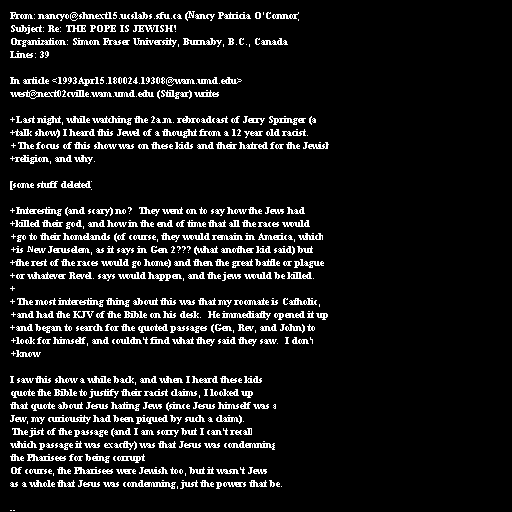 From: nancyo@shnext15.ucslabs.sfu.ca (Nancy Patricia O'Connor)
Subject: Re: THE POPE IS JEWISH!
Organization: Simon Fraser University, Burnaby, B.C., Canada
Lines: 39

In article <1993Apr15.180024.19308@wam.umd.edu>
west@next02cville.wam.umd.edu (Stilgar) writes

+Last night, while watching the 2a.m. rebroadcast of Jerry Springer (a
+talk show) I heard this Jewel of a thought from a 12 year old racist.
+The focus of this show was on these kids and their hatred for the Jewish
+religion, and why.

[some stuff deleted]

+Interesting (and scary) no?  They went on to say how the Jews had
+killed their god, and how in the end of time that all the races would
+go to their homelands (of course, they would remain in America, which
+is New Jeruselem, as it says in Gen 2??? (what another kid said) but
+the rest of the races would go home) and then the great battle or plague
+or whatever Revel. says would happen, and the jews would be killed.
+
+The most interesting thing about this was that my roomate is Catholic,
+and had the KJV of the Bible on his desk.  He immediatly opened it up
+and began to search for the quoted passages (Gen, Rev, and John) to
+look for himself, and couldn't find what they said they saw.  I don't
+know

I saw this show a while back, and when I heard these kids
quote the Bible to justify their racist claims, I looked up
that quote about Jesus hating Jews (since Jesus himself was a
Jew, my curiousity had been piqued by such a claim).
The jist of the passage (and I am sorry but I can't recall
which passage it was exactly) was that Jesus was condemning
the Pharisees for being corrupt
Of course, the Pharisees were Jewish too, but it wasn't Jews
as a whole that Jesus was condemning, just the powers that be.

--